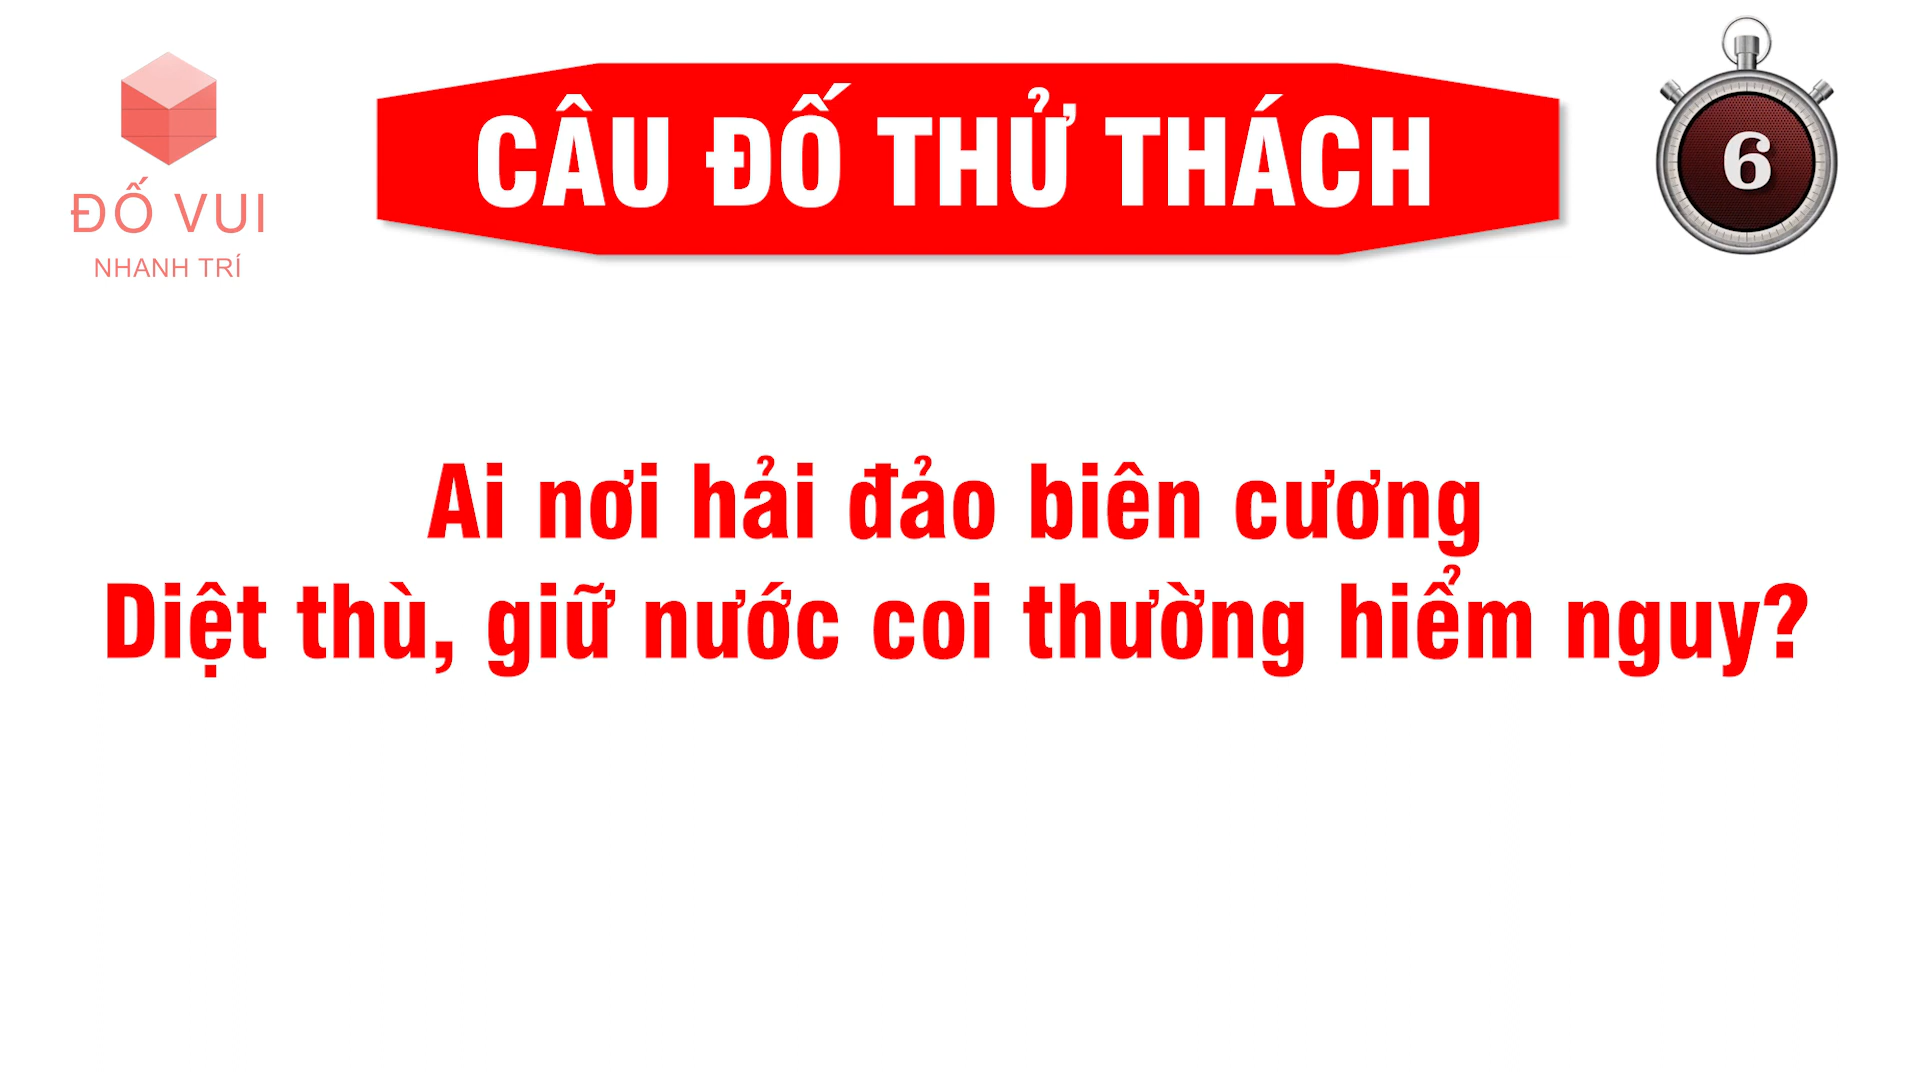 ĐỐ VUI
NHANH TRÍ
CÂU ĐỐ THỬ THÁCH
6
Ai nơi hải đảo biên cương
Diệt thù, giữ nước coi thường hiểm nguy?